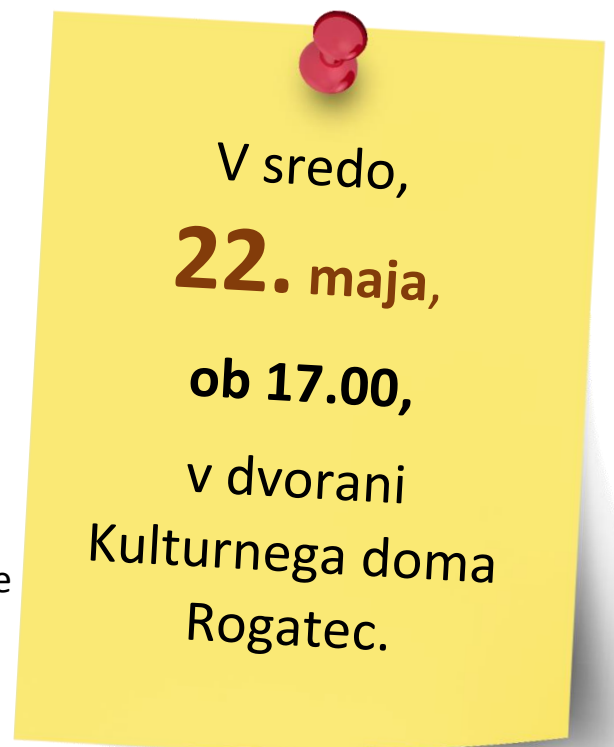 V sredo,
22. maja,
ob 17.00,
v dvorani
Kulturnega doma
Rogatec.
e